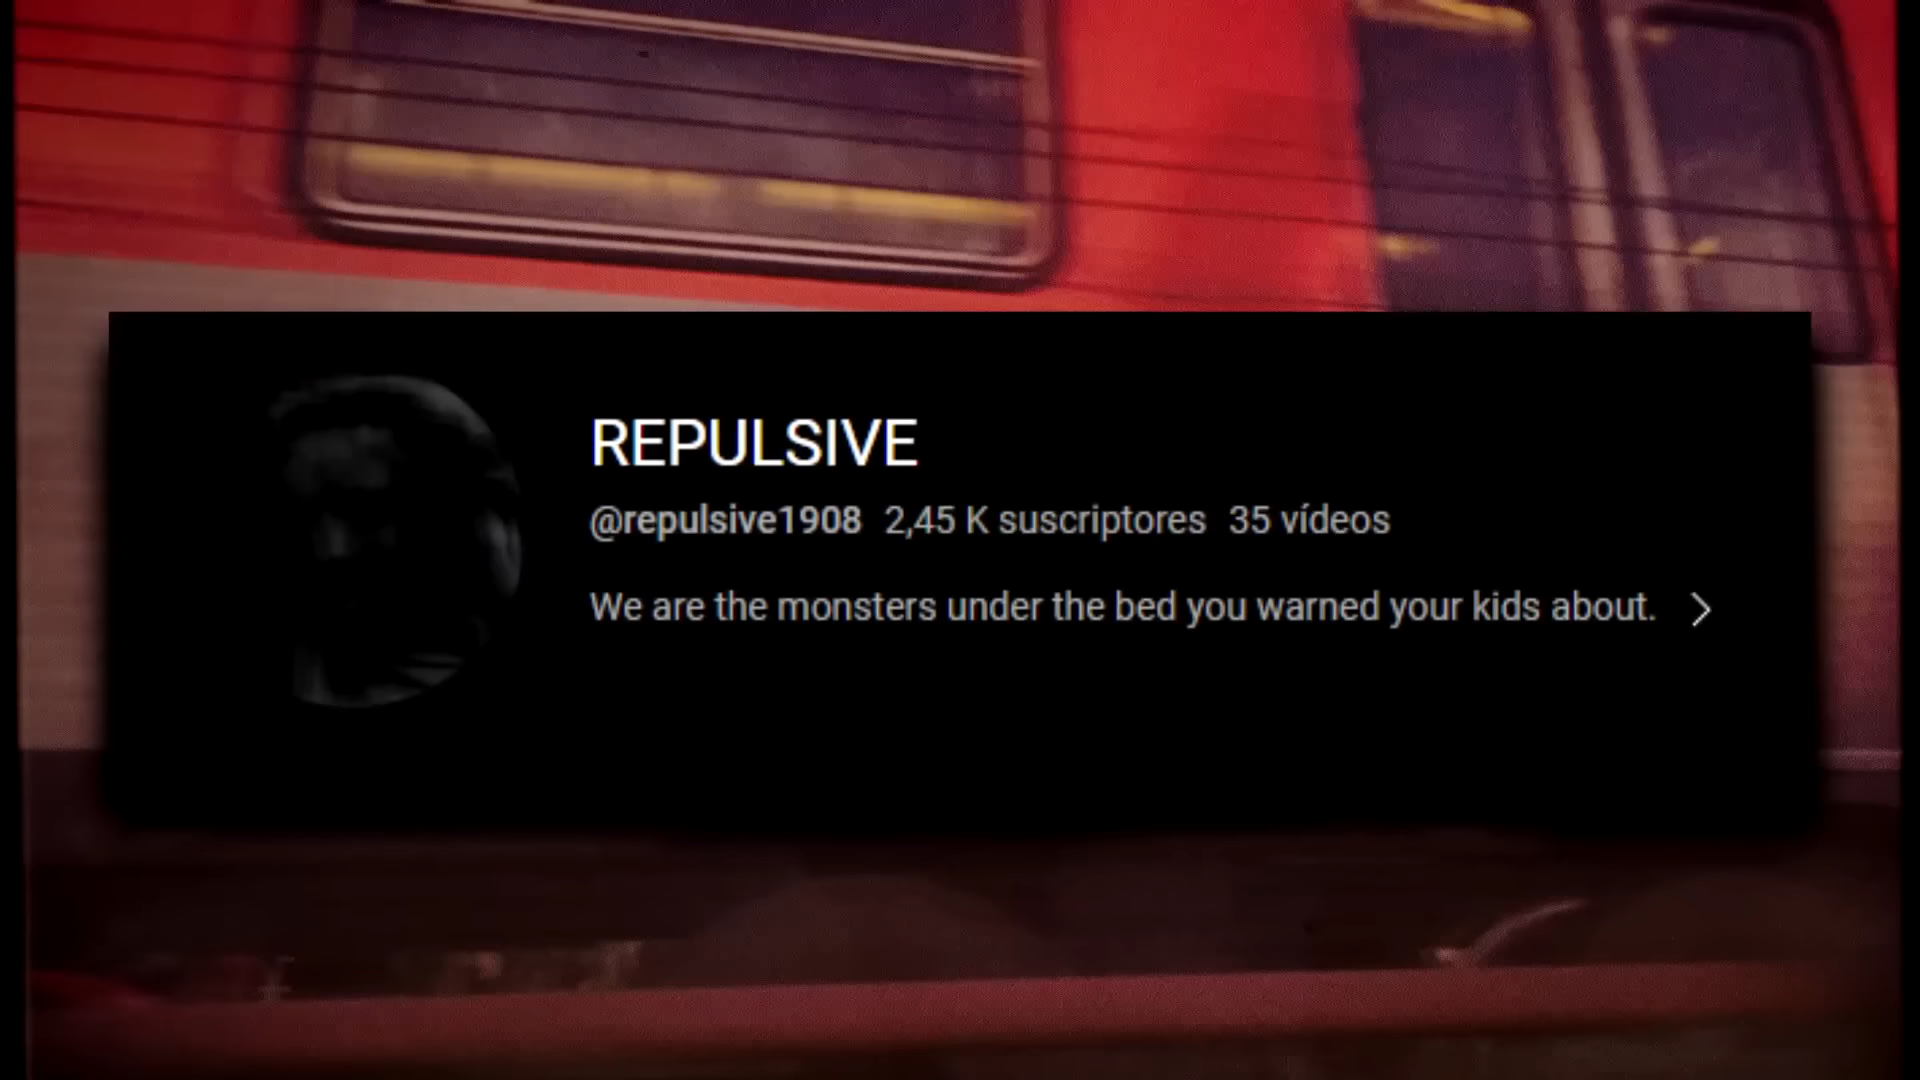 REPULSIVE
@repulsive1908 2,45 K suscriptores 35 vídeos
We are the monsters under the bed you warned your kids about.